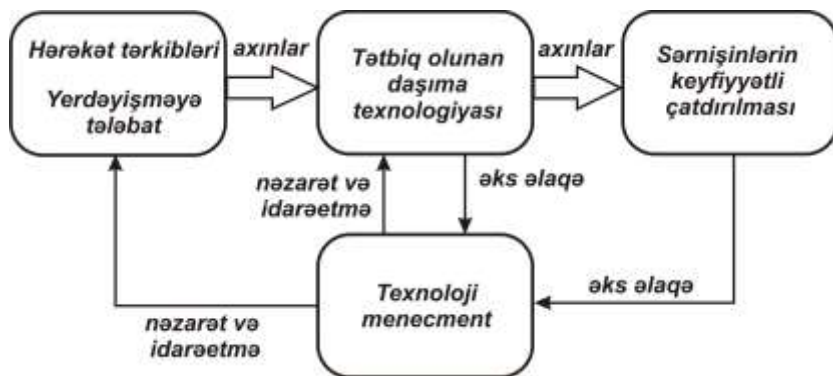 Hərəkət tərkibləri
Yerdəyişməyə
tələbat
axınlar
Tətbiq olunan
daşıma
texnologiyası
axınlar
Sərnişinlərin
keyfiyyətli
çatdırılması
nəzarət və
idarəetmə
əks əlaqə
Texnoloji
menecment
əks əlaqə
nəzarət və
idarəetmə